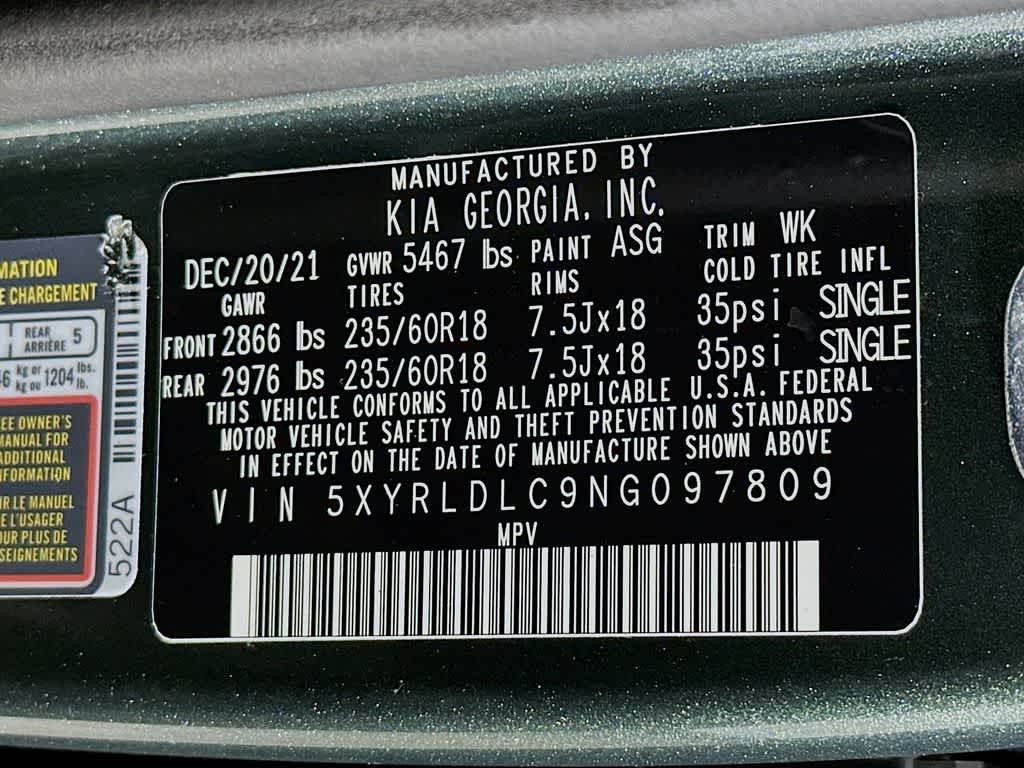 MANUFACTURED BY
KIA GEORGIA, INC.
DEC/20/21 GVWR 5467 lbs PAINT ASG TRIM WK
GAWR TIRES RIMS COLD TIRE INFL
FRONT 2866 lbs 235/60R18 7.5Jx18 35psi SINGLE
REAR 2976 lbs 235/60R18 7.5Jx18 35psi SINGLE
THIS VEHICLE CONFORMS TO ALL APPLICABLE U.S.A. FEDERAL
MOTOR VEHICLE SAFETY AND THEFT PREVENTION STANDARDS
IN EFFECT ON THE DATE OF MANUFACTURE SHOWN ABOVE
VIN 5XYRLDLC9NG097809
MPV
CHARGEMENT
REAR
ARRIÈRE 5
kg or 1204 lbs.
kg ou lb.
OWNER'S
MANUAL FOR
ADDITIONAL
INFORMATION
LE MANUEL
L'USAGER
PLUS DE
522A